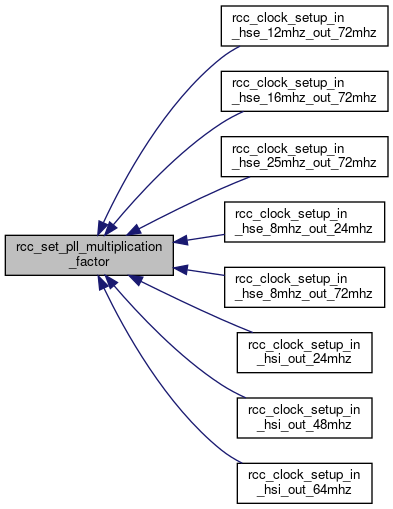 rcc_clock_setup_in
_hse_12mhz_out_72mhz
rcc_clock_setup_in
_hse_16mhz_out_72mhz
rcc_clock_setup_in
_hse_25mhz_out_72mhz
rcc_clock_setup_in
_hse_8mhz_out_24mhz
rcc_set_pll_multiplication
_factor
rcc_clock_setup_in
_hse_8mhz_out_72mhz
rcc_clock_setup_in
_hsi_out_24mhz
rcc_clock_setup_in
_hsi_out_48mhz
rcc_clock_setup_in
_hsi_out_64mhz